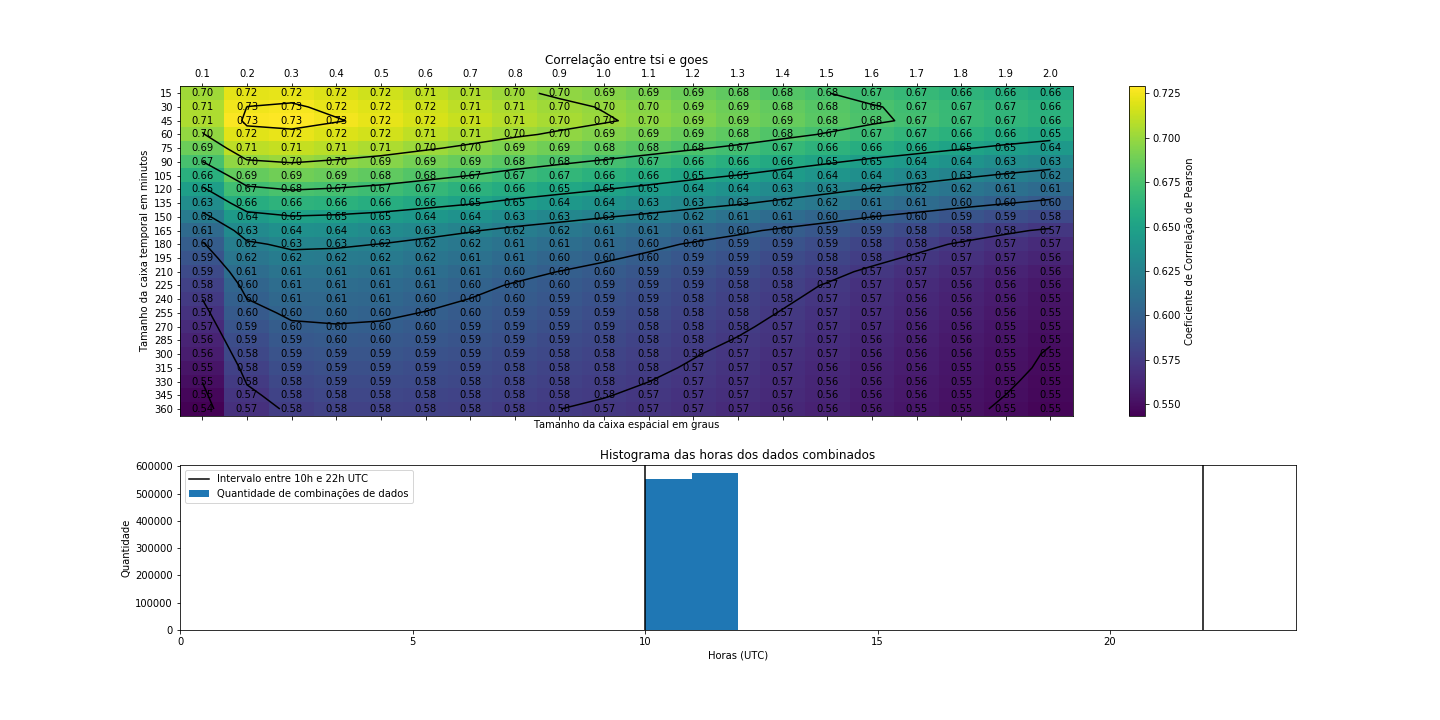 Correlação entre tsi e goes
0.1 0.2 0.3 0.4 0.5 0.6 0.7 0.8 0.9 1.0 1.1 1.2 1.3 1.4 1.5 1.6 1.7 1.8 1.9 2.0
15 0.70 0.72 0.72 0.72 0.72 0.71 0.71 0.70 0.70 0.69 0.69 0.69 0.68 0.68 0.68 0.67 0.67 0.66 0.66 0.66
30 0.71 0.73 0.73 0.72 0.72 0.72 0.71 0.71 0.70 0.70 0.70 0.69 0.69 0.68 0.68 0.68 0.67 0.67 0.67 0.66
45 0.71 0.73 0.73 0.73 0.72 0.72 0.71 0.71 0.70 0.70 0.70 0.69 0.69 0.69 0.68 0.68 0.67 0.67 0.67 0.66
60 0.70 0.72 0.72 0.72 0.72 0.71 0.71 0.70 0.70 0.69 0.69 0.69 0.68 0.68 0.67 0.67 0.67 0.66 0.66 0.65
75 0.69 0.71 0.71 0.71 0.71 0.70 0.70 0.69 0.69 0.68 0.68 0.68 0.67 0.67 0.66 0.66 0.66 0.65 0.65 0.64
90 0.67 0.70 0.70 0.70 0.69 0.69 0.69 0.68 0.68 0.67 0.67 0.66 0.66 0.66 0.65 0.65 0.64 0.64 0.63 0.63
105 0.66 0.69 0.69 0.69 0.68 0.68 0.67 0.67 0.66 0.66 0.66 0.65 0.65 0.64 0.64 0.64 0.63 0.63 0.62 0.62
120 0.65 0.67 0.68 0.67 0.67 0.67 0.66 0.66 0.65 0.65 0.65 0.64 0.64 0.63 0.63 0.62 0.62 0.62 0.61 0.61
135 0.63 0.66 0.66 0.66 0.66 0.66 0.65 0.65 0.64 0.64 0.63 0.63 0.63 0.62 0.62 0.61 0.61 0.60 0.60 0.60
150 0.62 0.64 0.65 0.65 0.65 0.64 0.64 0.63 0.63 0.63 0.62 0.62 0.61 0.61 0.60 0.60 0.60 0.59 0.59 0.58
165 0.61 0.63 0.64 0.64 0.63 0.63 0.63 0.62 0.62 0.61 0.61 0.61 0.60 0.60 0.59 0.59 0.59 0.58 0.58 0.57
180 0.60 0.62 0.63 0.63 0.62 0.62 0.62 0.61 0.61 0.61 0.60 0.60 0.59 0.59 0.59 0.58 0.58 0.57 0.57 0.57
195 0.59 0.62 0.62 0.62 0.62 0.61 0.61 0.61 0.60 0.60 0.60 0.59 0.59 0.59 0.58 0.58 0.57 0.57 0.57 0.56
210 0.59 0.61 0.61 0.61 0.61 0.61 0.60 0.60 0.60 0.60 0.59 0.59 0.58 0.58 0.58 0.57 0.57 0.57 0.56 0.56
225 0.58 0.60 0.61 0.61 0.61 0.60 0.60 0.60 0.59 0.59 0.59 0.58 0.58 0.58 0.57 0.57 0.57 0.56 0.56 0.56
240 0.58 0.60 0.61 0.61 0.61 0.60 0.60 0.60 0.59 0.59 0.59 0.58 0.58 0.58 0.57 0.57 0.56 0.56 0.56 0.55
255 0.57 0.60 0.60 0.60 0.60 0.60 0.60 0.59 0.59 0.59 0.58 0.58 0.58 0.57 0.57 0.57 0.56 0.56 0.56 0.55
270 0.57 0.59 0.60 0.60 0.60 0.60 0.59 0.59 0.59 0.58 0.58 0.58 0.57 0.57 0.57 0.56 0.56 0.56 0.55 0.55
285 0.56 0.59 0.59 0.60 0.60 0.59 0.59 0.59 0.59 0.58 0.58 0.58 0.57 0.57 0.57 0.56 0.56 0.56 0.55 0.55
300 0.56 0.58 0.59 0.59 0.59 0.59 0.59 0.59 0.58 0.58 0.58 0.58 0.57 0.57 0.57 0.56 0.56 0.56 0.55 0.55
315 0.55 0.58 0.59 0.59 0.59 0.59 0.59 0.58 0.58 0.58 0.58 0.57 0.57 0.57 0.56 0.56 0.56 0.55 0.55 0.55
330 0.55 0.58 0.58 0.59 0.59 0.58 0.58 0.58 0.58 0.58 0.58 0.57 0.57 0.57 0.56 0.56 0.56 0.55 0.55 0.55
345 0.57 0.58 0.58 0.58 0.58 0.58 0.58 0.58 0.58 0.57 0.57 0.57 0.57 0.56 0.56 0.56 0.55 0.55 0.55
360 0.57 0.58 0.58 0.58 0.58 0.58 0.58 0.58 0.57 0.57 0.57 0.57 0.56 0.56 0.56 0.55 0.55 0.55 0.55
Tamanho da caixa temporal em minutos
Tamanho da caixa espacial em graus
0.725
0.700
0.675
0.650
0.625
0.600
0.575
0.550
Coeficiente de Correlação de Pearson
Histograma das horas dos dados combinados
Intervalo entre 10h e 22h UTC
Quantidade de combinações de dados
600000
500000
400000
300000
200000
100000
0
Quantidade
0 5 10 15 20
Horas (UTC)